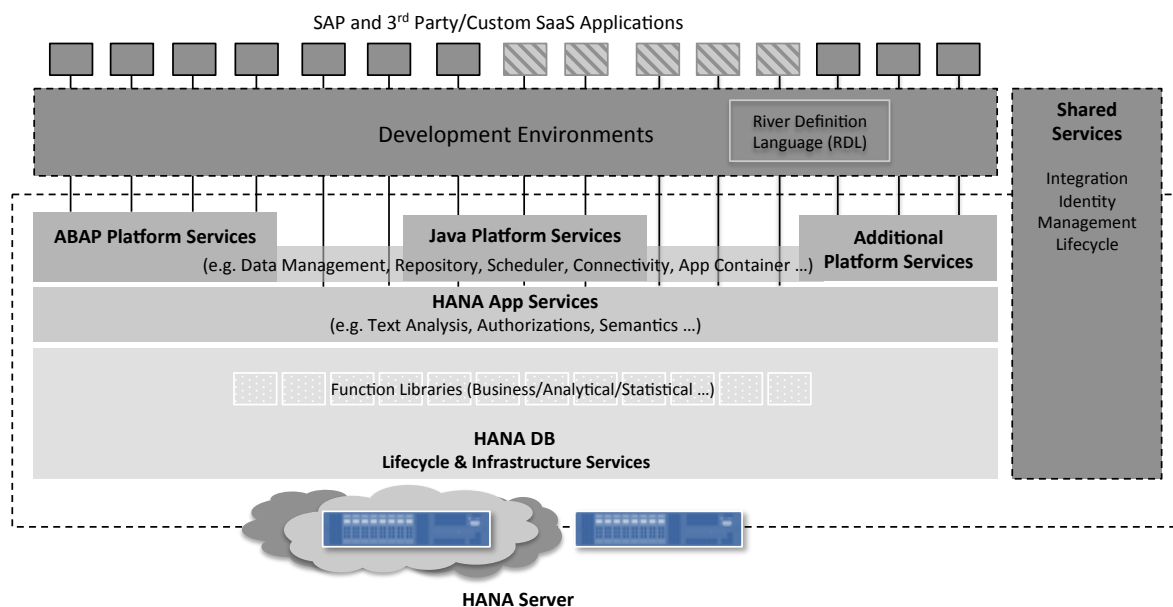 SAP and 3rd Party/Custom SaaS Applications
Development Environments
River Definition
Language (RDL)
Shared
Services
Integration
Identity
Management
Lifecycle
ABAP Platform Services
Java Platform Services
Additional
Platform Services
(e.g. Data Management, Repository, Scheduler, Connectivity, App Container …)
HANA App Services
(e.g. Text Analysis, Authorizations, Semantics …)
Function Libraries (Business/Analytical/Statistical …)
HANA DB
Lifecycle & Infrastructure Services
HANA Server